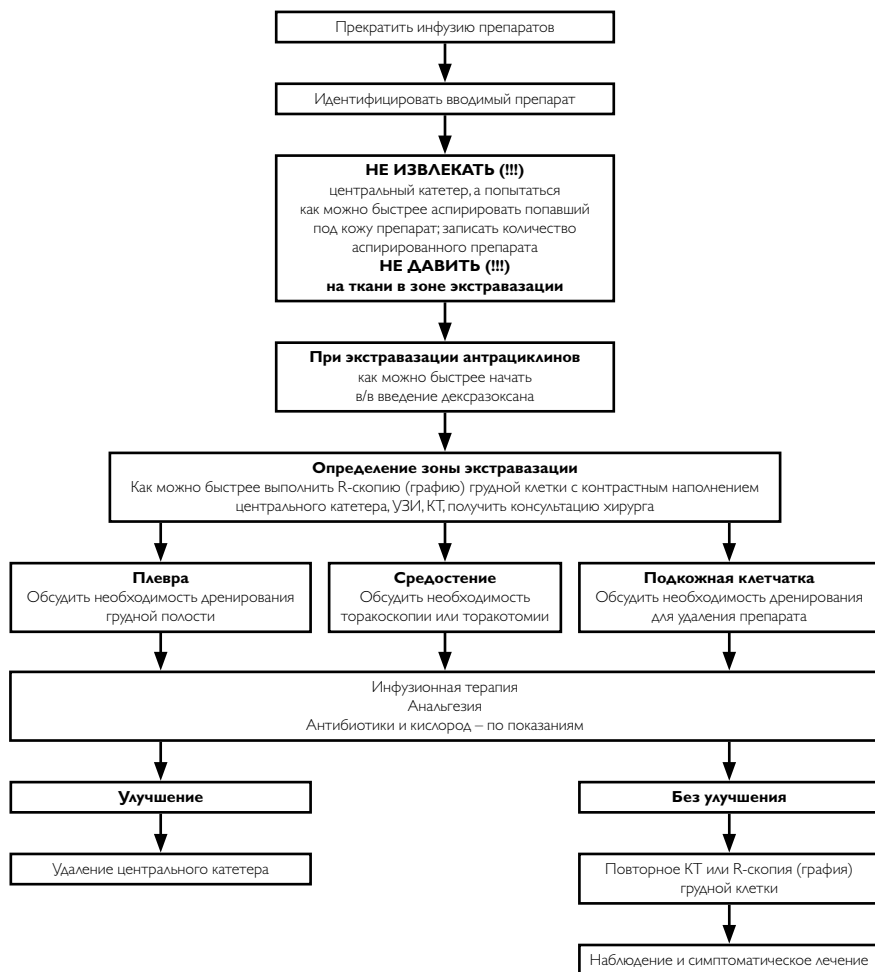 Прекратить инфузию препаратов
Идентифицировать вводимый препарат
НЕ ИЗВЛЕКАТЬ (!!!)
центральный катетер, а попытаться
как можно быстрее аспирировать попавший
под кожу препарат; записать количество
аспирированного препарата
НЕ ДАВИТЬ (!!!)
на ткани в зоне экстравазации
При экстравазации антрациклинов
как можно быстрее начать
в/в введение дексразоксана
Определение зоны экстравазации
Как можно быстрее выполнить R-скопию (графию) грудной клетки с контрастным наполнением
центрального катетера, УЗИ, КТ, получить консультацию хирурга
Плевра
Обсудить необходимость дренирования
грудной полости
Средостение
Обсудить необходимость
торакоскопии или торакотомии
Подкожная клетчатка
Обсудить необходимость дренирования
для удаления препарата
Инфузионная терапия
Анальгезия
Антибиотики и кислород – по показаниям
Улучшение
Без улучшения
Удаление центрального катетера
Повторное КТ или R-скопия (графия)
грудной клетки
Наблюдение и симптоматическое лечение